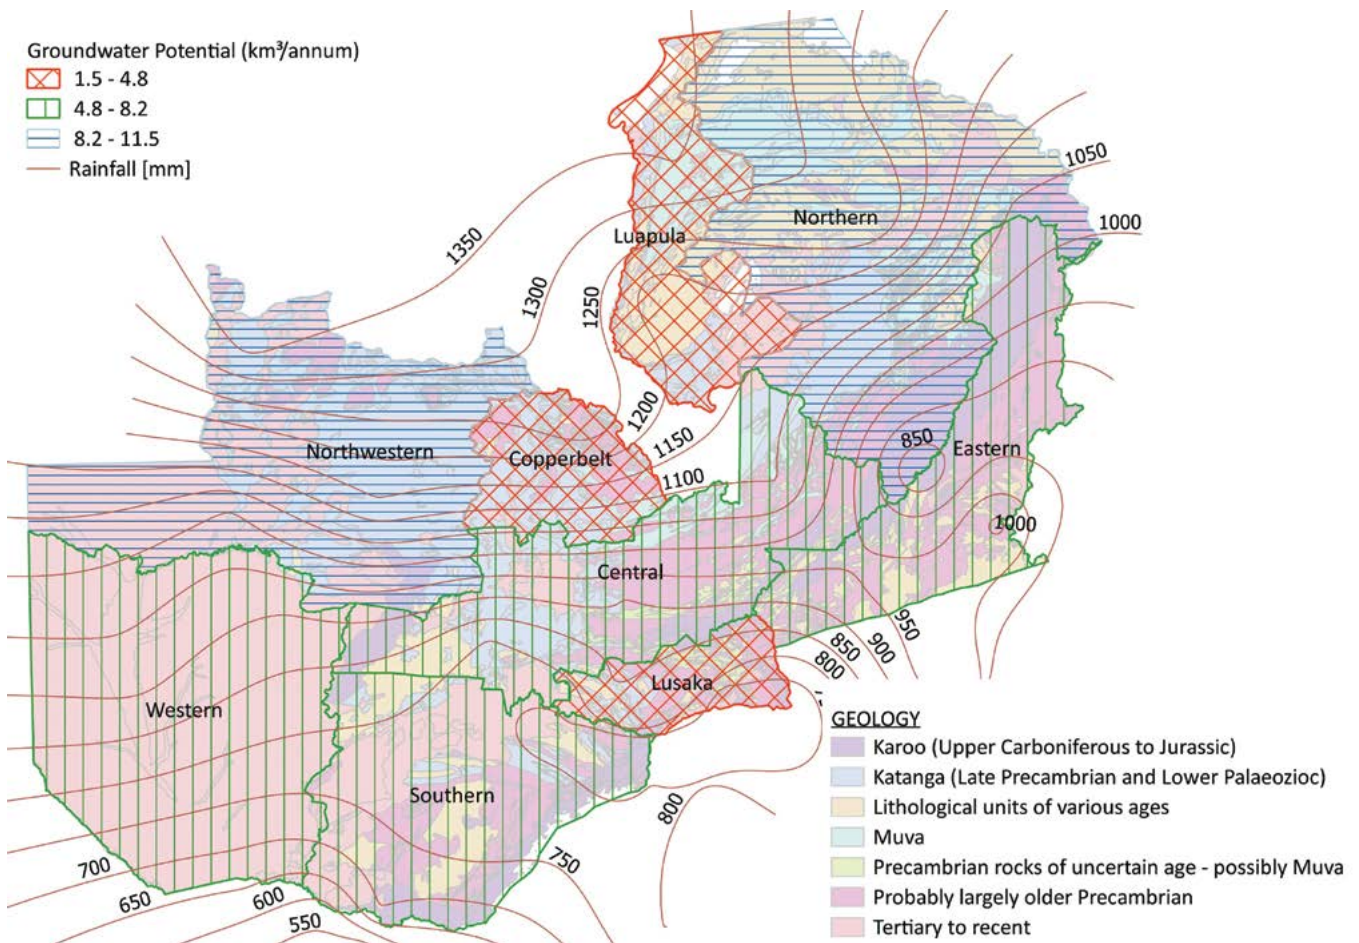 Groundwater Potential (km³/annum)
1.5 - 4.8
4.8 - 8.2
8.2 - 11.5
Rainfall [mm]
1050
1000
Northern
Luapula
1350
1300
1250
1200
1150
1100
850
Eastern
1000
Northwestern
Copperbelt
Central
950
900
850
800
Lusaka
Western
Southern
800
750
700
650
600
550
GEOLOGY
Karoo (Upper Carboniferous to Jurassic)
Katanga (Late Precambrian and Lower Palaeozioc)
Lithological units of various ages
Muva
Precambrian rocks of uncertain age - possibly Muva
Probably largely older Precambrian
Tertiary to recent